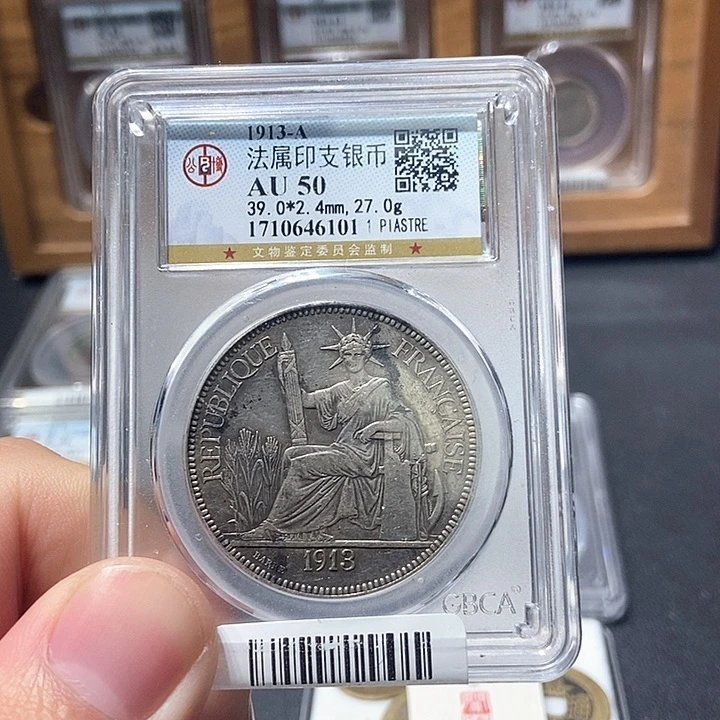 1913-A
法属印支银币
AU 50
39.0*2.4mm, 27.0g
1710646101 1 PIASTRE
★ 文物鉴定委员会监制 ★
REPUBLIQUE FRANÇAISE
1913
GBCA